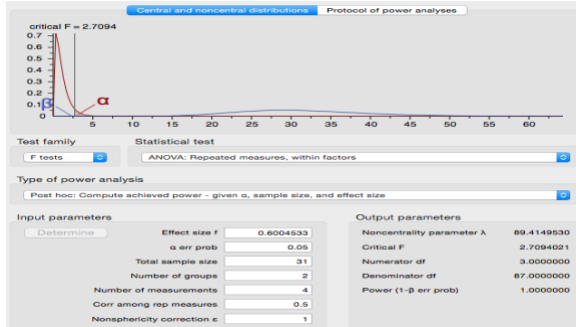 Central and noncentral distributions Protocol of power analyses
critical F = 2.7094
0.7
0.6
0.5
0.4
0.3
0.2
0.1
0
β α
5 10 15 20 25 30 35 40 45 50 55 60
Test family Statistical test
F tests ANOVA: Repeated measures, within factors
Type of power analysis
Post hoc: Compute achieved power - given α, sample size, and effect size
Input parameters Output parameters
Determine Effect size f 0.6004533 Noncentrality parameter λ 89.4149530
α err prob 0.05 Critical F 2.7094021
Total sample size 31 Numerator df 3.0000000
Number of groups 2 Denominator df 87.0000000
Number of measurements 4 Power (1-β err prob) 1.0000000
Corr among rep measures 0.5
Nonsphericity correction ε 1